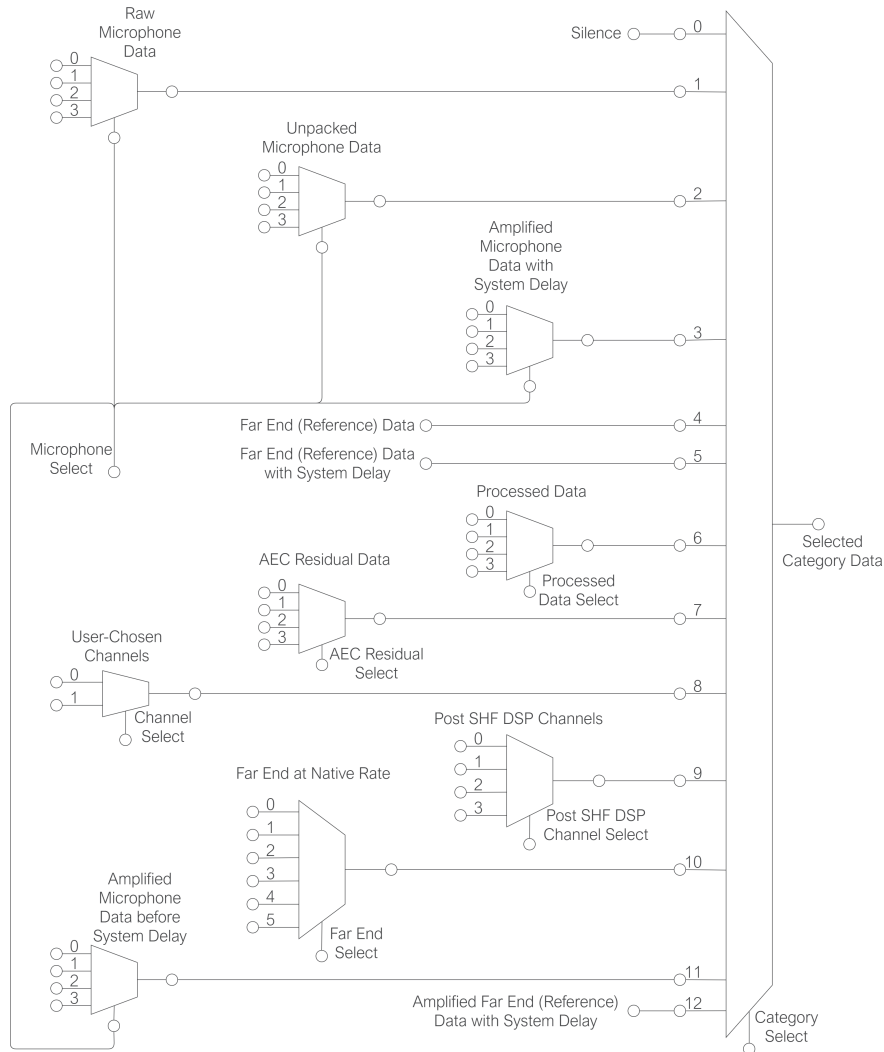 Raw
Microphone
Data
0
1
2
3
Silence
0
1
Unpacked
Microphone Data
0
1
2
3
2
Amplified
Microphone
Data with
System Delay
0
1
2
3
3
Far End (Reference) Data
4
Microphone
Select
Far End (Reference) Data
with System Delay
5
Processed Data
0
1
2
3
6
Processed
Data Select
Selected
Category Data
AEC Residual Data
0
1
2
3
7
AEC Residual
Select
User-Chosen
Channels
0
1
8
Channel
Select
Post SHF DSP Channels
0
1
2
3
9
Post SHF DSP
Channel Select
Far End at Native Rate
0
1
2
3
4
5
10
Far End
Select
Amplified
Microphone
Data before
System Delay
0
1
2
3
11
Amplified Far End (Reference)
Data with System Delay
12
Category
Select